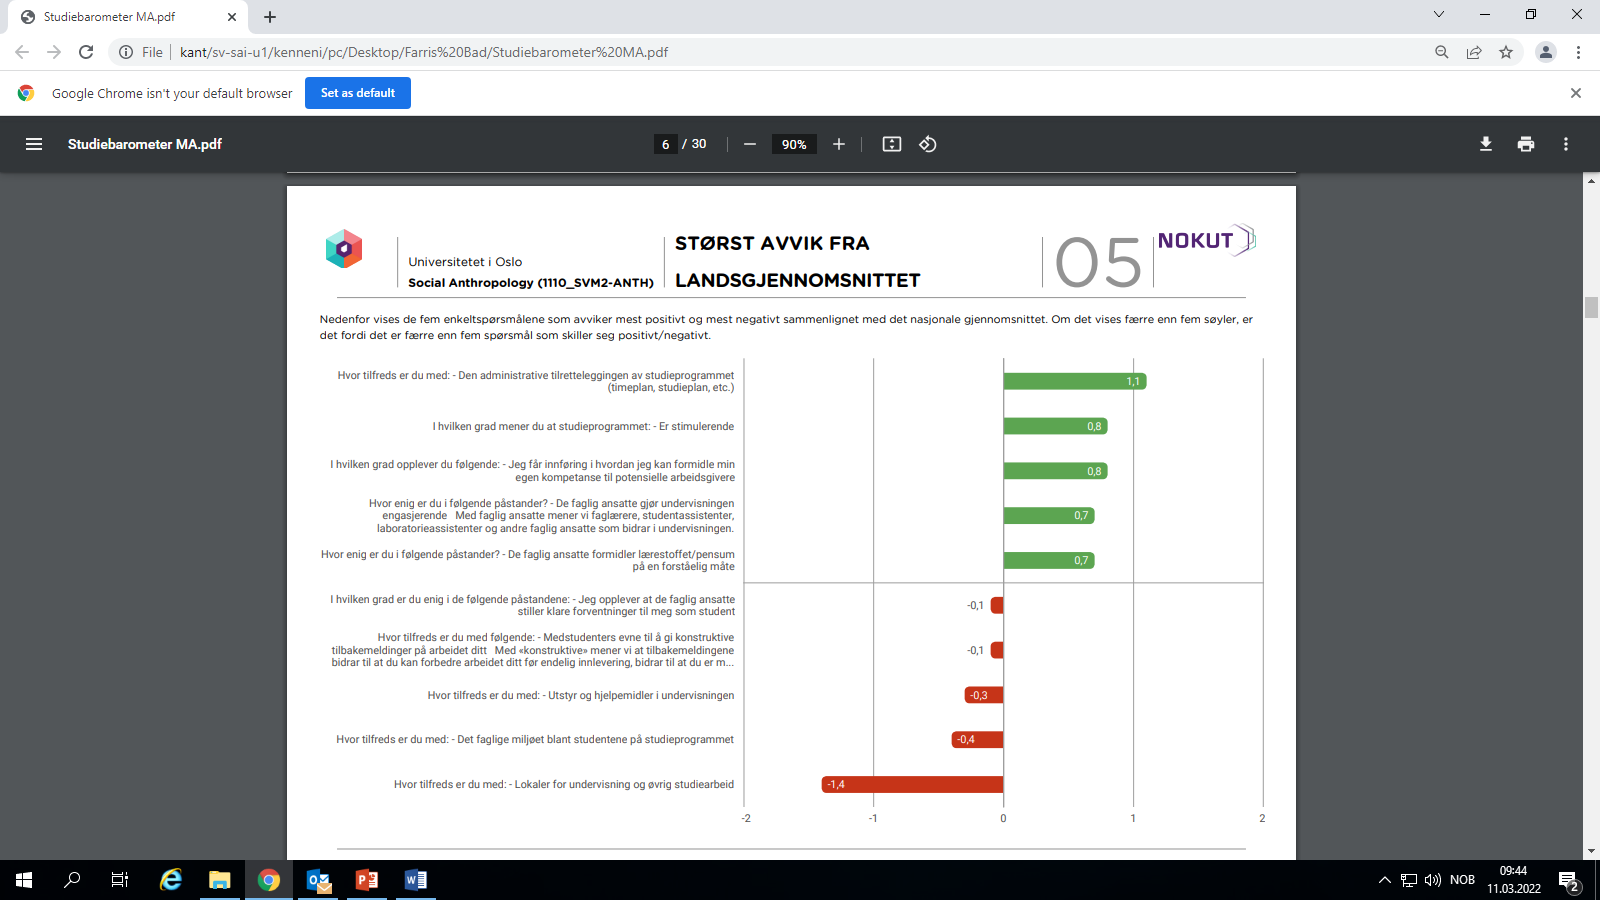 Studiebarometer MA.pdf
File
kant/sv-sai-u1/kenneni/pc/Desktop/Farris%20Bad/Studiebarometer%20MA.pdf
Google Chrome isn't your default browser
Set as default
Studiebarometer MA.pdf
6 / 30
90%
Universitetet i Oslo
Social Anthropology (1110_SVM2-ANTH)
STØRST AVVIK FRA
LANDSGJENNOMSNITTET
05
NOKUT
Nedenfor vises de fem enkeltspørsmålene som avviker mest positivt og mest negativt sammenlignet med det nasjonale gjennomsnittet. Om det vises færre enn fem søyler, er
det fordi det er færre enn fem spørsmål som skiller seg positivt/negativt.
Hvor tilfreds er du med: - Den administrative tilretteleggingen av studieprogrammet
(timeplan, studieplan, etc.)
1,1
I hvilken grad mener du at studieprogrammet: - Er stimulerende
0,8
I hvilken grad opplever du følgende: - Jeg får innføring i hvordan jeg kan formidle min
egen kompetanse til potensielle arbeidsgivere
0,8
Hvor enig er du i følgende påstander? - De faglig ansatte gjør undervisningen
engasjerende   Med faglig ansatte mener vi faglærere, studentassistenter,
laboratorieassistenter og andre faglig ansatte som bidrar i undervisningen.
0,7
Hvor enig er du i følgende påstander? - De faglig ansatte formidler lærestoffet/pensum
på en forståelig måte
0,7
I hvilken grad er du enig i de følgende påstandene: - Jeg opplever at de faglig ansatte
stiller klare forventninger til meg som student
-0,1
Hvor tilfreds er du med følgende: - Medstudenters evne til å gi konstruktive
tilbakemeldinger på arbeidet ditt   Med «konstruktive» mener vi at tilbakemeldingene
bidrar til at du kan forbedre arbeidet ditt før endelig innlevering, bidrar til at du er m...
-0,1
Hvor tilfreds er du med: - Utstyr og hjelpemidler i undervisningen
-0,3
Hvor tilfreds er du med: - Det faglige miljøet blant studentene på studieprogrammet
-0,4
Hvor tilfreds er du med: - Lokaler for undervisning og øvrig studiearbeid
-1,4
-2
-1
0
1
2
NOB
09:44
11.03.2022
2